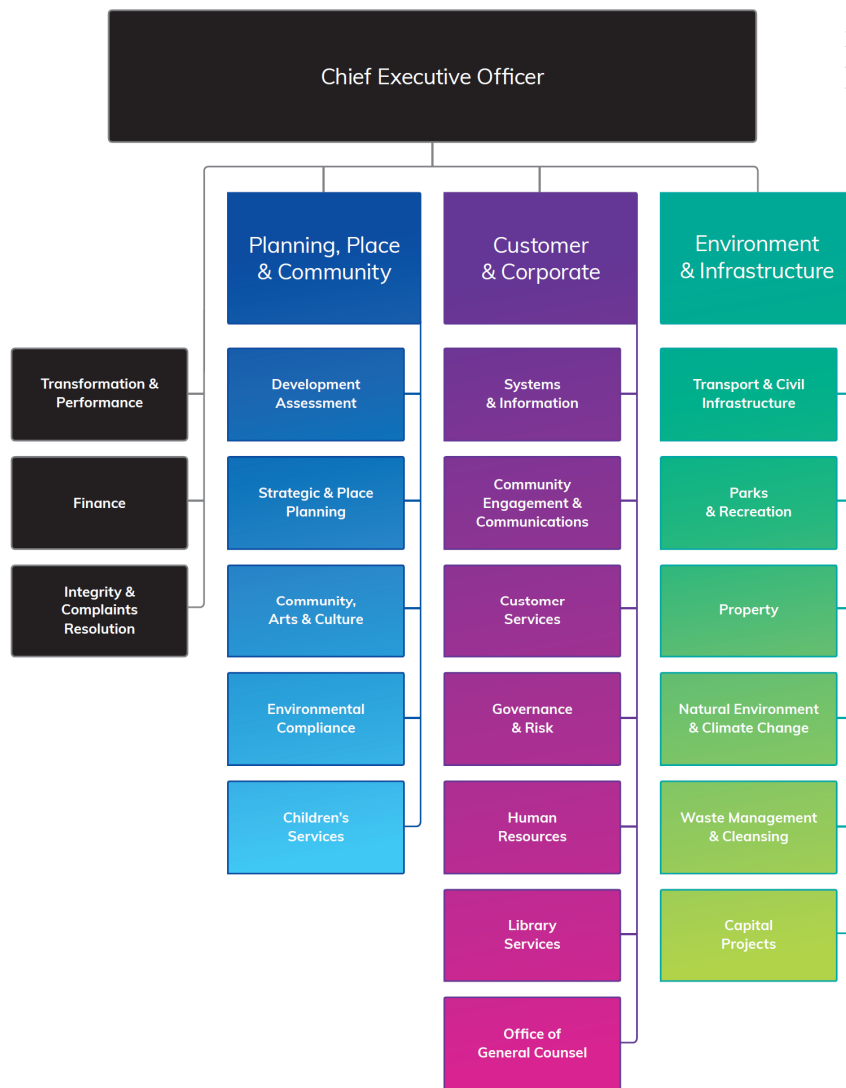 Chief Executive Officer
Planning, Place
& Community
Customer
& Corporate
Environment
& Infrastructure
Transformation &
Performance
Finance
Integrity &
Complaints
Resolution
Development
Assessment
Strategic & Place
Planning
Community,
Arts & Culture
Environmental
Compliance
Children's
Services
Systems
& Information
Community
Engagement &
Communications
Customer
Services
Governance
& Risk
Human
Resources
Library
Services
Office of
General Counsel
Transport & Civil
Infrastructure
Parks
& Recreation
Property
Natural Environment
& Climate Change
Waste Management
& Cleansing
Capital
Projects